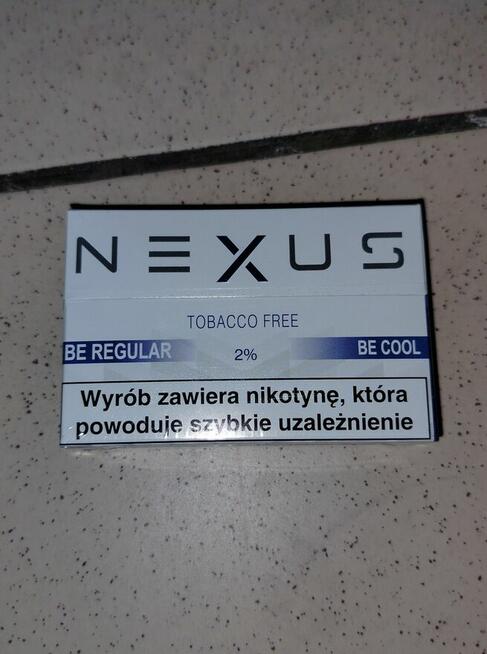 NEXUS
TOBACCO FREE
BE REGULAR 2% BE COOL
Wyrób zawiera nikotynę, która
powoduje szybkie uzależnienie